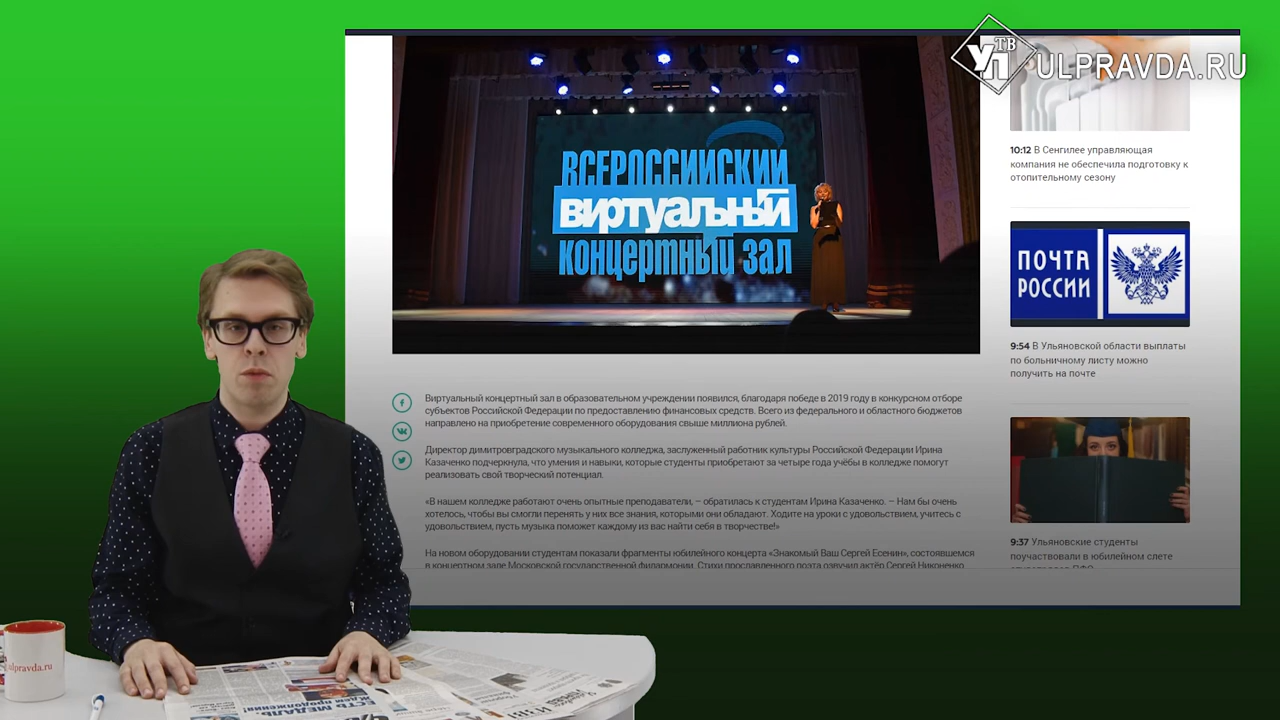 УП ТВ
ULPRAVDA.RU
ВСЕРОССИЙСКИЙ
виртуальный
концертный зал
10:12 В Сенгилее управляющая
компания не обеспечила подготовку к
отопительному сезону
ПОЧТА
РОССИИ
9:54 В Ульяновской области выплаты
по больничному листу можно
получить на почте
9:37 Ульяновские студенты
поучаствовали в юбилейном слете
Виртуальный концертный зал в образовательном учреждении появился, благодаря победе в 2019 году в конкурсном отборе
субъектов Российской Федерации по предоставлению финансовых средств. Всего из федерального и областного бюджетов
направлено на приобретение современного оборудования свыше миллиона рублей.
Директор димитровградского музыкального колледжа, заслуженный работник культуры Российской Федерации Ирина
Казаченко подчеркнула, что умения и навыки, которые студенты приобретают за четыре года учёбы в колледже помогут
реализовать свой творческий потенциал.
«В нашем колледже работают очень опытные преподаватели, – обратилась к студентам Ирина Казаченко. – Нам бы очень
хотелось, чтобы вы смогли перенять у них все знания, которыми они обладают. Ходите на уроки с удовольствием, учитесь с
удовольствием, пусть музыка поможет каждому из вас найти себя в творчестве!»
На новом оборудовании студентам показали фрагменты юбилейного концерта «Знакомый Ваш Сергей Есенин», состоявшемся
в концертном зале Московской государственной филармонии. Стихи прославленного поэта озвучил актёр Сергей Никоненко
ulpravda.ru
ЕСТЬ МЕДАЛЬ,
ждем продолжения!